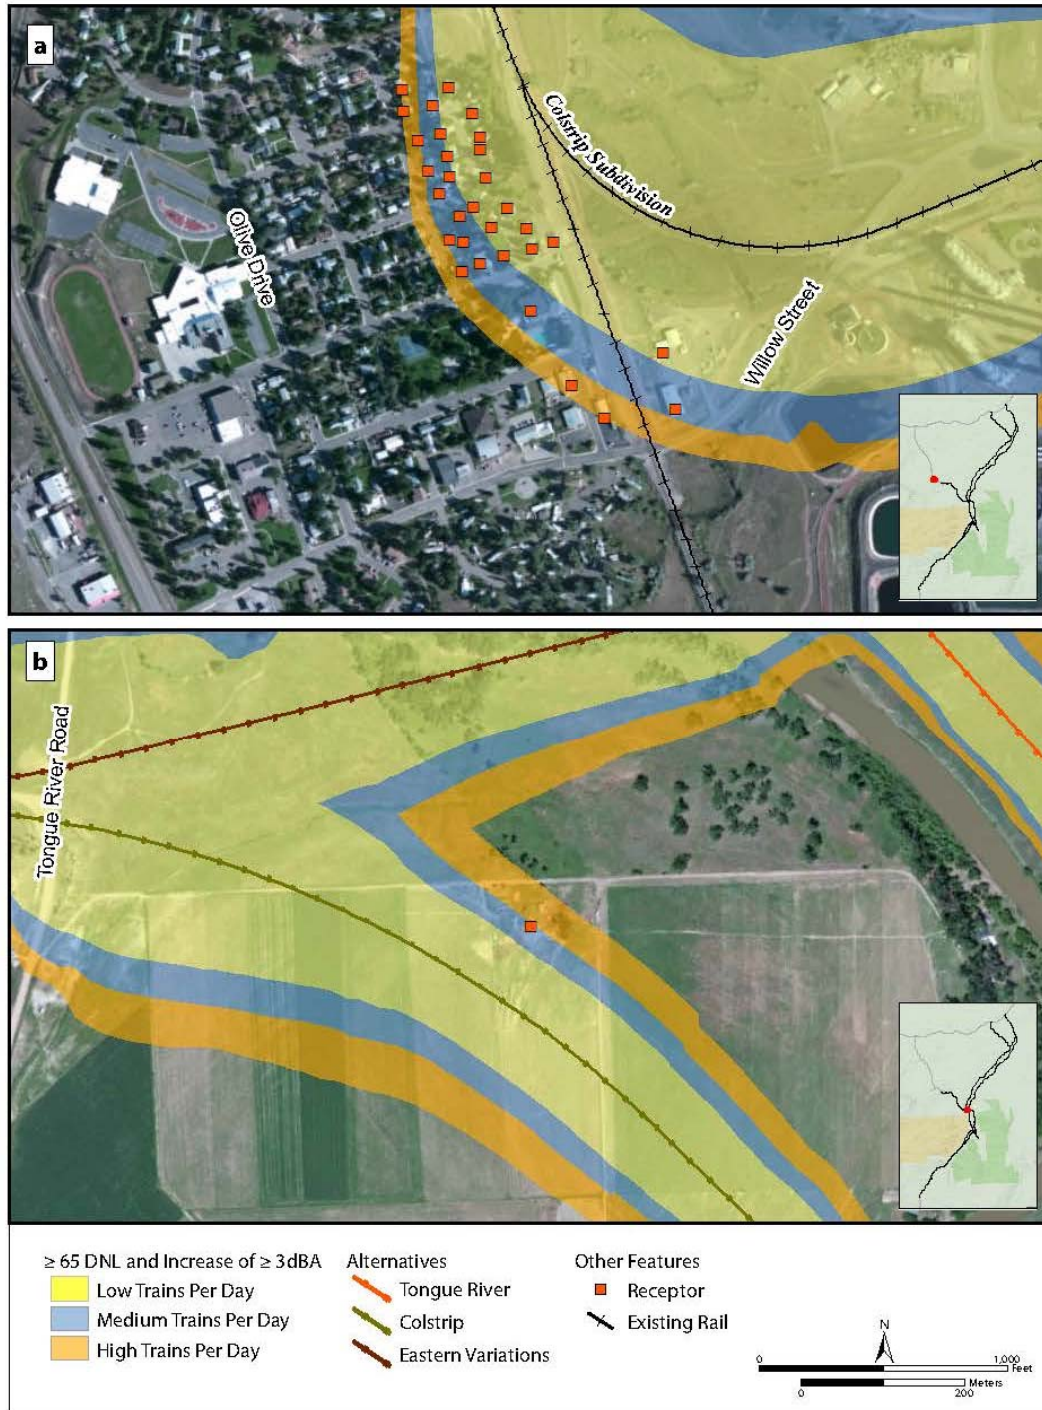 a
Colstrip Subdivision
Olive Drive
Willow Street
b
Tongue River Road
≥ 65 DNL and Increase of ≥ 3dBA
Low Trains Per Day
Medium Trains Per Day
High Trains Per Day
Alternatives
Tongue River
Colstrip
Eastern Variations
Other Features
Receptor
Existing Rail
N
0 1,000
Feet
Meters
0 200